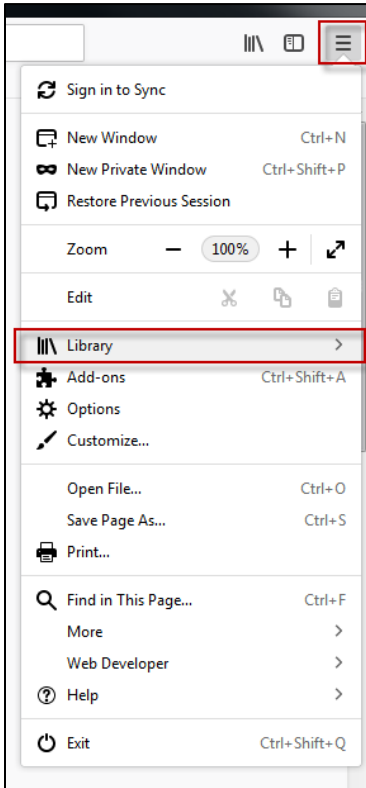 Sign in to Sync
New Window Ctrl+N
New Private Window Ctrl+Shift+P
Restore Previous Session
Zoom 100%
Edit
Library
Add-ons Ctrl+Shift+A
Options
Customize...
Open File... Ctrl+O
Save Page As... Ctrl+S
Print...
Find in This Page... Ctrl+F
More
Web Developer
Help
Exit Ctrl+Shift+Q